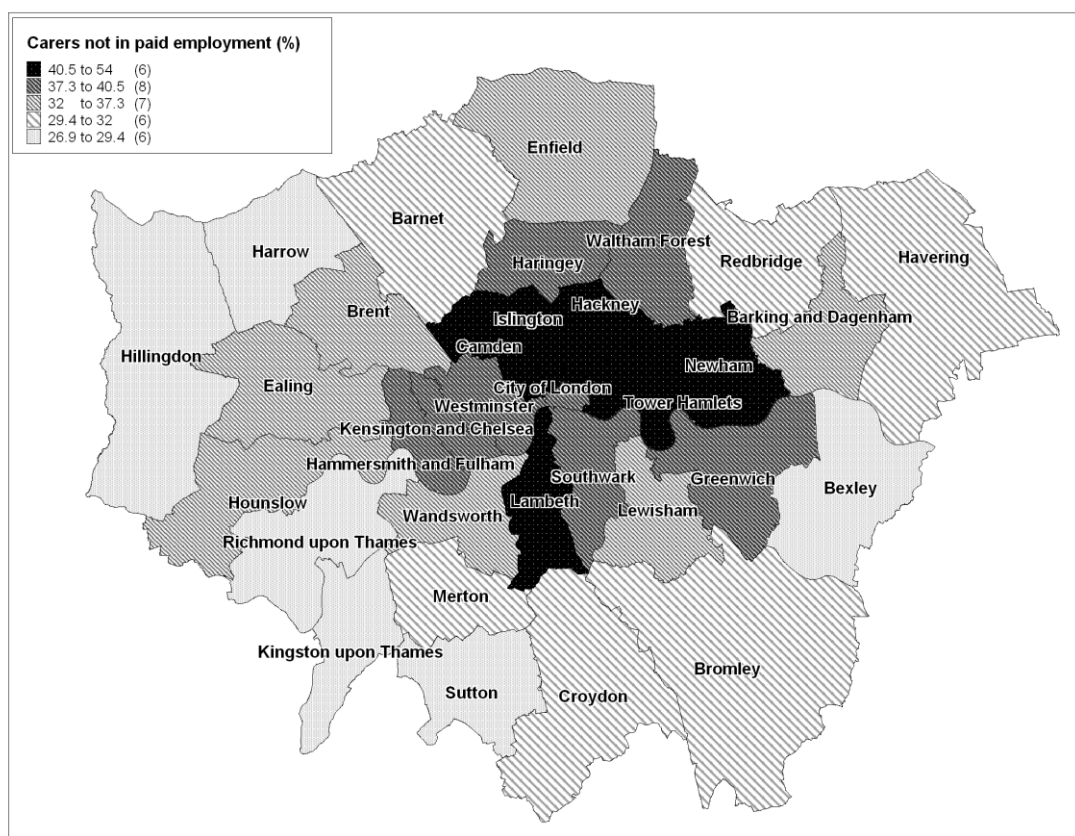 Carers not in paid employment (%)
40.5 to 54 (6)
37.3 to 40.5 (8)
32 to 37.3 (7)
29.4 to 32 (6)
26.9 to 29.4 (6)
Enfield
Barnet
Harrow
Haringey
Waltham Forest
Redbridge
Havering
Brent
Islington
Hackney
Barking and Dagenham
Hillingdon
Camden
Newham
Ealing
City of London
Westminster
Tower Hamlets
Kensington and Chelsea
Hammersmith and Fulham
Southwark
Greenwich
Bexley
Hounslow
Wandsworth
Lambeth
Lewisham
Richmond upon Thames
Merton
Kingston upon Thames
Sutton
Croydon
Bromley